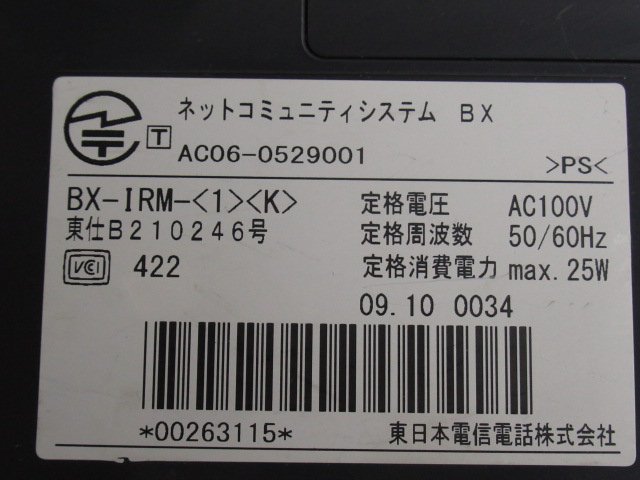 ネットコミュニティシステム BX
T AC06-0529001
>PS<
BX-IRM-<1><K>
東仕B210246号
VCI 422
定格電圧 AC100V
定格周波数 50/60Hz
定格消費電力 max.25W
09.10 0034
*00263115*
東日本電信電話株式会社